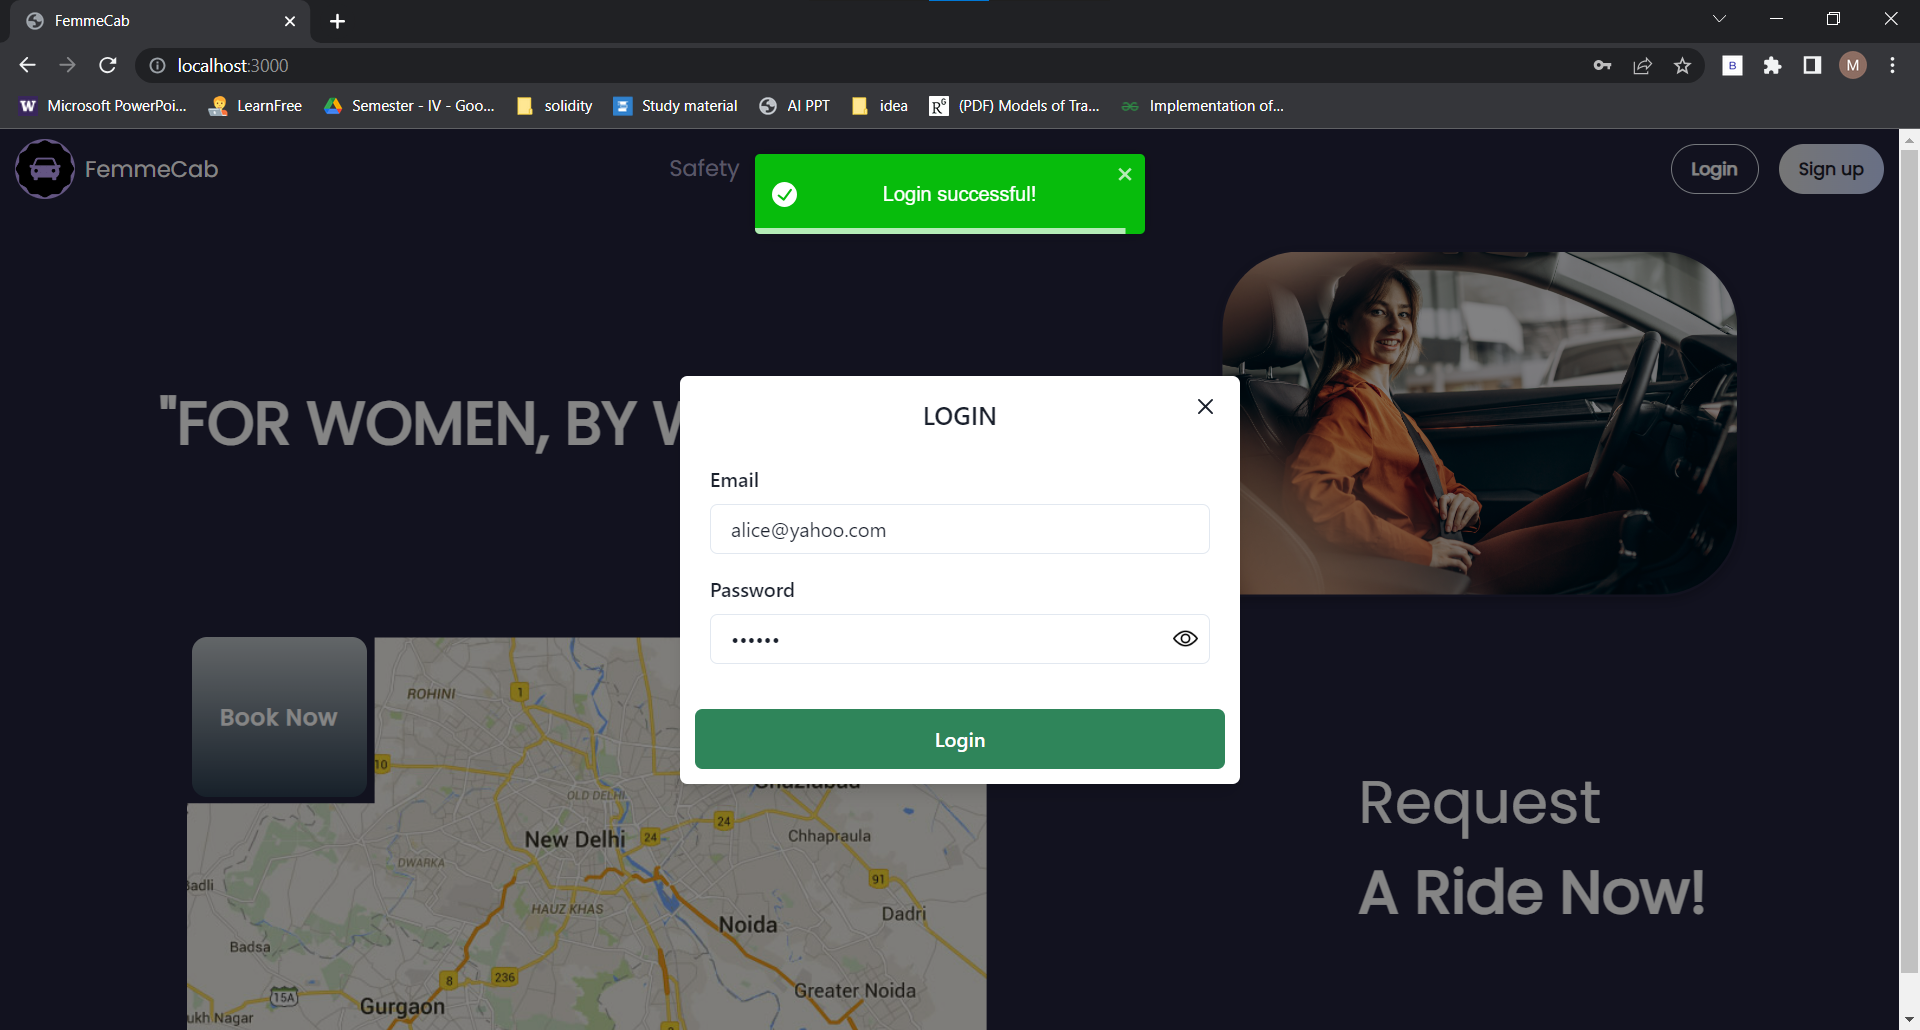 FemmeCab
localhost:3000
M
B
W Microsoft PowerPoi...
LearnFree
Semester - IV - Goo...
solidity
Study material
AI PPT
idea
R⁶ (PDF) Models of Tra...
Implementation of...
FemmeCab
Safety
Login successful!
Login
Sign up
"FOR WOMEN, BY W
LOGIN
Email
alice@yahoo.com
Password
••••••
Login
Book Now
ROHINI
1
10
OLD DELHI
New Delhi
24
24
Chhapraula
DWARKA
91
HAUZ KHAS
Dadri
Noida
Badsa
8
236
15A
Gurgaon
Greater Noida
ukh Nagar
Request
A Ride Now!